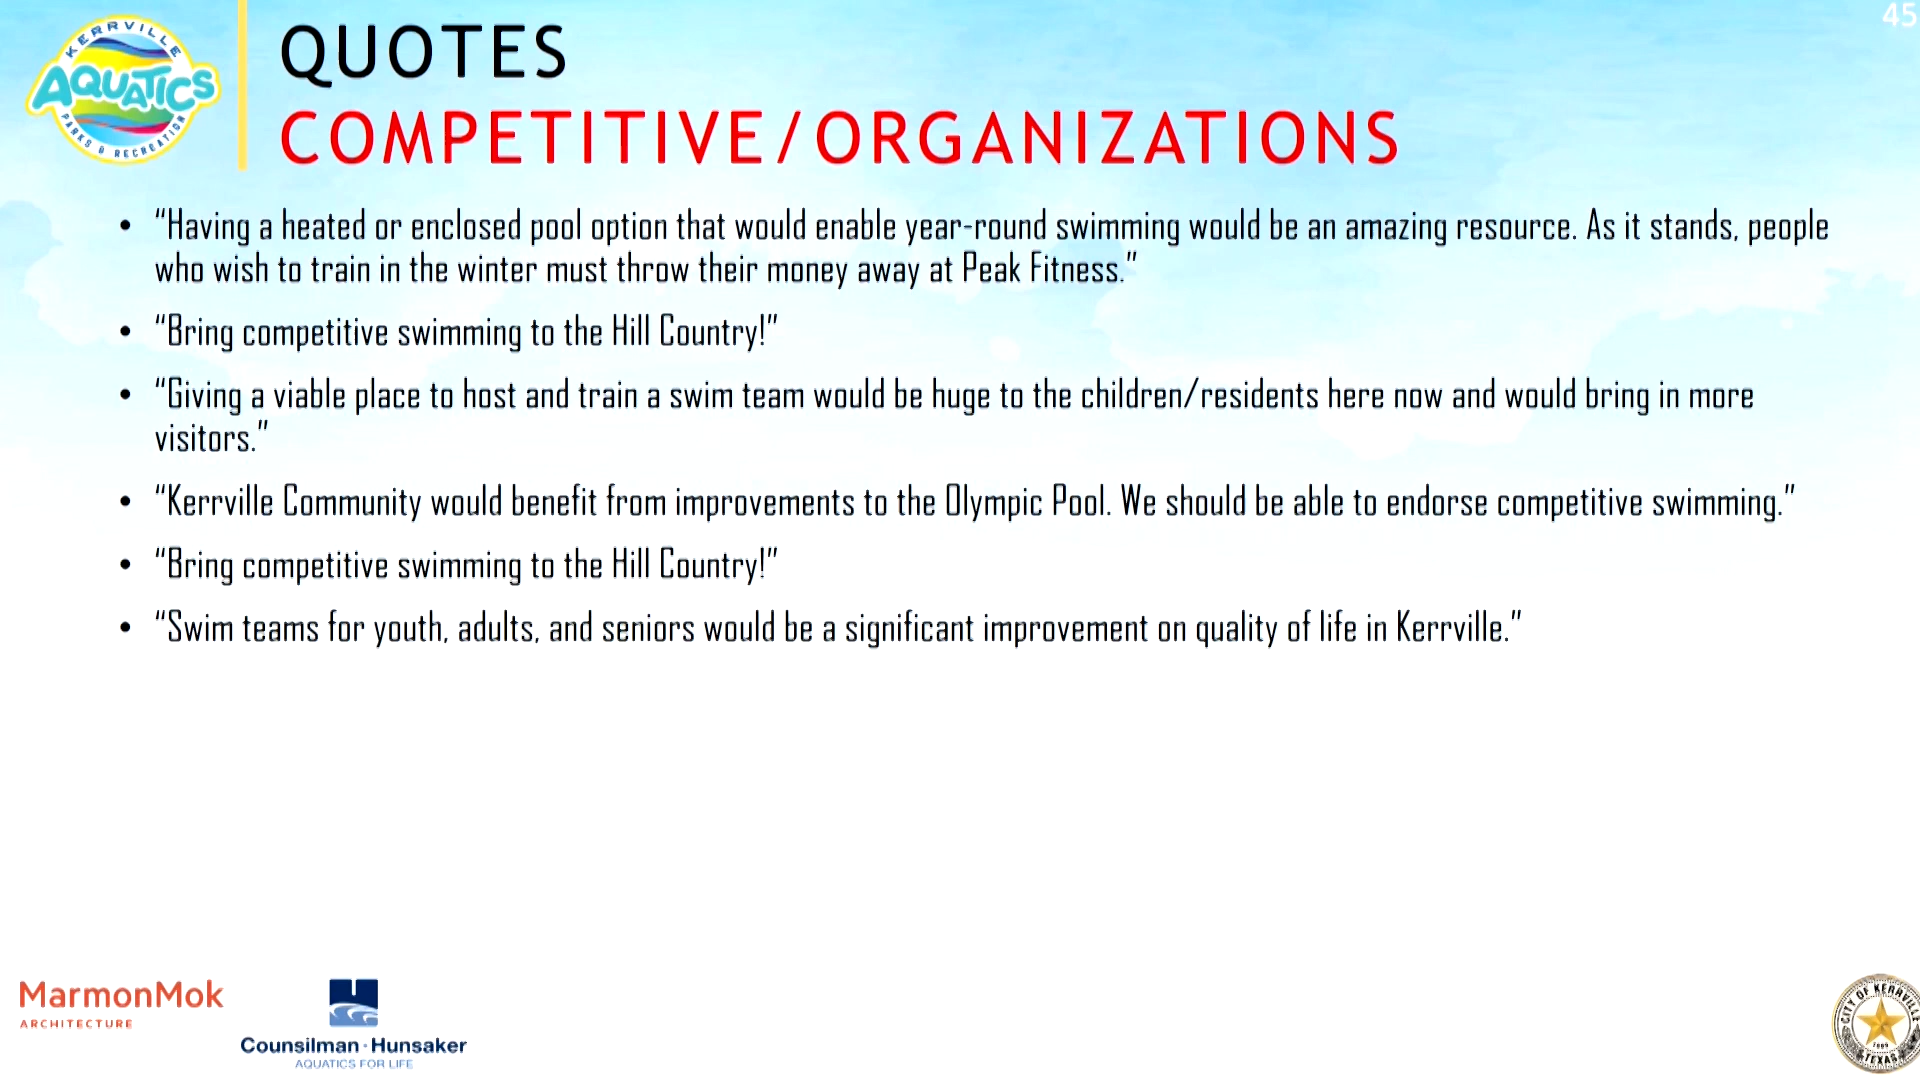 45
KERRVILLE
AQUATICS
PARKS & RECREATION
QUOTES
COMPETITIVE/ORGANIZATIONS
• “Having a heated or enclosed pool option that would enable year-round swimming would be an amazing resource. As it stands, people
who wish to train in the winter must throw their money away at Peak Fitness.”
• “Bring competitive swimming to the Hill Country!”
• “Giving a viable place to host and train a swim team would be huge to the children/residents here now and would bring in more
visitors.”
• “Kerrville Community would benefit from improvements to the Olympic Pool. We should be able to endorse competitive swimming.”
• “Bring competitive swimming to the Hill Country!”
• “Swim teams for youth, adults, and seniors would be a significant improvement on quality of life in Kerrville.”
MarmonMok
ARCHITECTURE
Counsilman·Hunsaker
AQUATICS FOR LIFE
CITY OF KERRVILLE
TEXAS